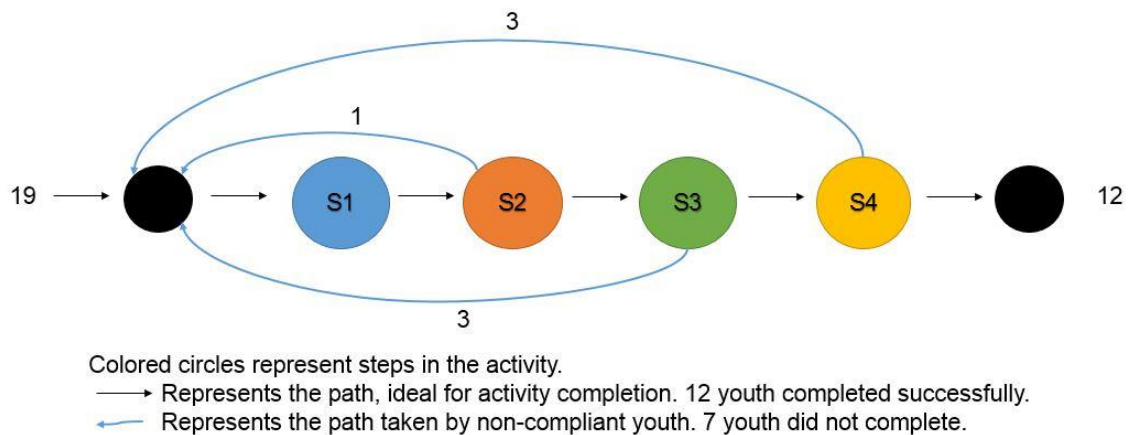 3
1
19
S1
S2
S3
S4
12
3
Colored circles represent steps in the activity.
Represents the path, ideal for activity completion. 12 youth completed successfully.
Represents the path taken by non-compliant youth. 7 youth did not complete.